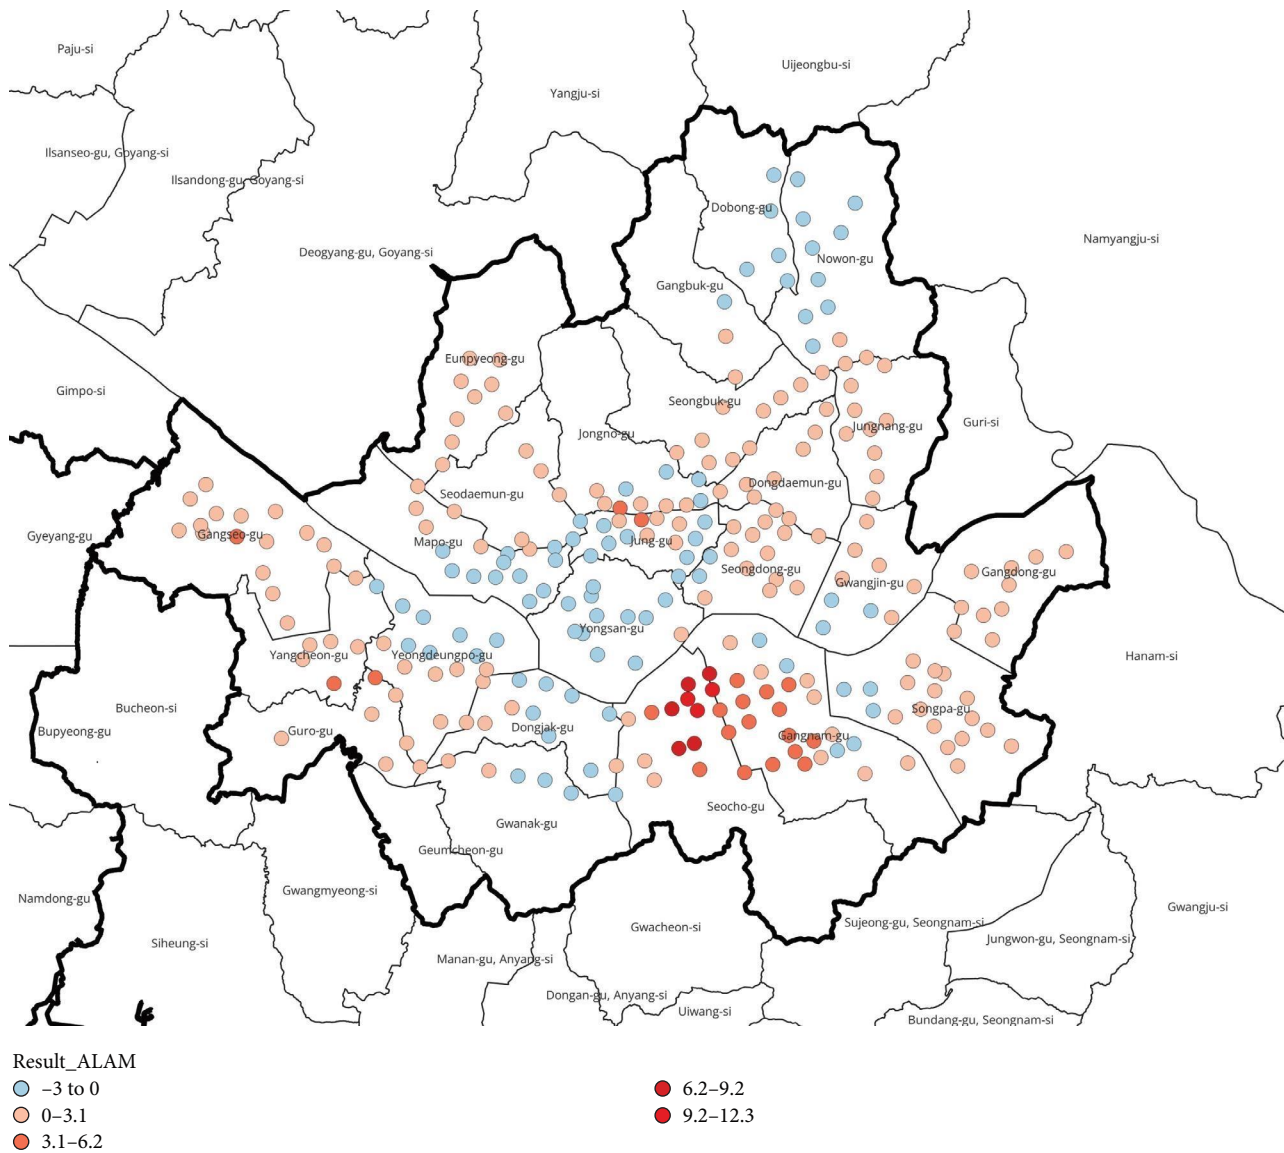 Paju-si
Uijeongbu-si
Yangju-si
Ilsanseo-gu, Goyang-si
Ilsandong-gu, Goyang-si
Dobong-gu
Namyangju-si
Deogyang-gu, Goyang-si
Nowon-gu
Gangbuk-gu
Eunpyeong-gu
Gimpo-si
Seongbuk-gu
Guri-si
Jungnang-gu
Jongno-gu
Dongdaemun-gu
Seodaemun-gu
Gyeyang-gu
Gangseo-gu
Mapo-gu
Jung-gu
Seongdong-gu
Gangdong-gu
Gwangjin-gu
Yongsan-gu
Yangcheon-gu
Yeongdeungpo-gu
Hanam-si
Bucheon-si
Songpa-gu
Bupyeong-gu
Guro-gu
Dongjak-gu
Gangnam-gu
Seocho-gu
Gwanak-gu
Geumcheon-gu
Gwangmyeong-si
Namdong-gu
Gwangju-si
Gwacheon-si
Sujeong-gu, Seongnam-si
Siheung-si
Jungwon-gu, Seongnam-si
Manan-gu, Anyang-si
Dongan-gu, Anyang-si
Uiwang-si
Bundang-gu, Seongnam-si
Result_ALAM
−3 to 0
0–3.1
3.1–6.2
6.2–9.2
9.2–12.3